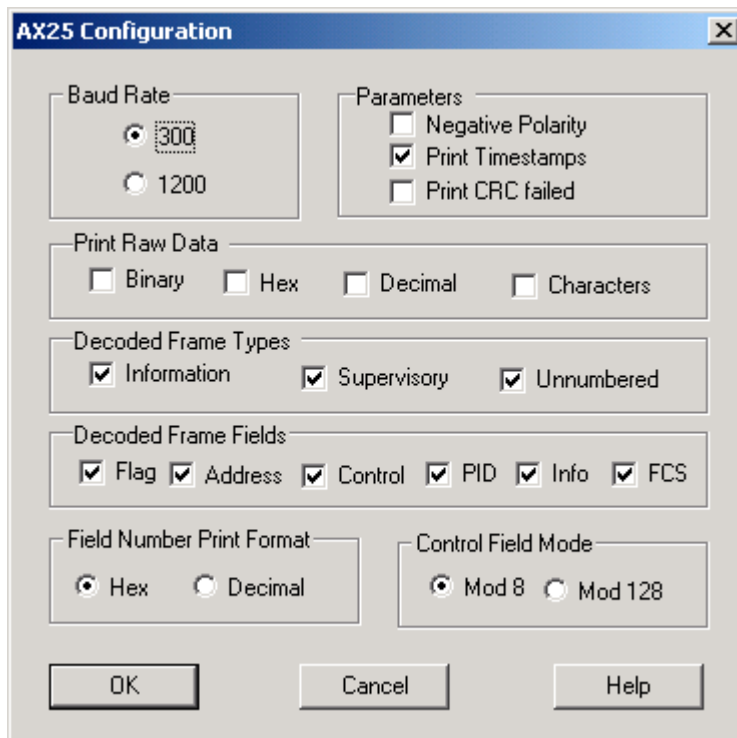 AX25 Configuration
Baud Rate
300
1200
Parameters
Negative Polarity
Print Timestamps
Print CRC failed
Print Raw Data
Binary Hex Decimal Characters
Decoded Frame Types
Information Supervisory Unnumbered
Decoded Frame Fields
Flag Address Control PID Info FCS
Field Number Print Format
Hex Decimal
Control Field Mode
Mod 8 Mod 128
OK Cancel Help